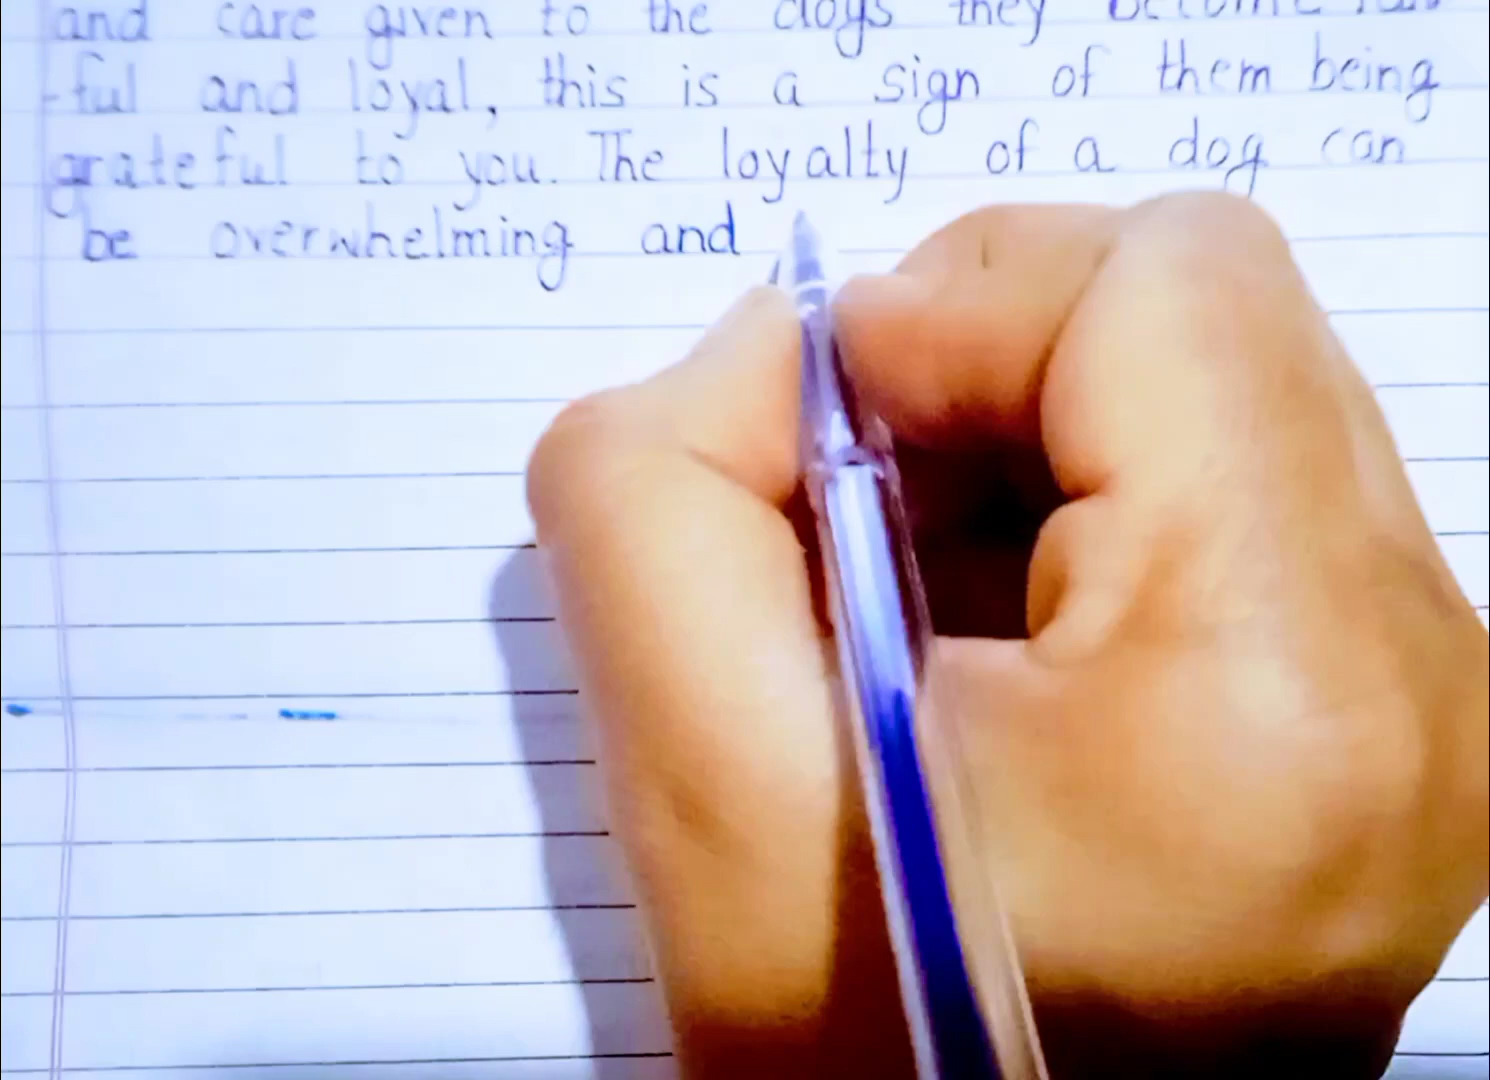 and care given to the dogs they become
-ful and loyal, this is a sign of them being
grateful to you. The loyalty of a dog can
be overwhelming and